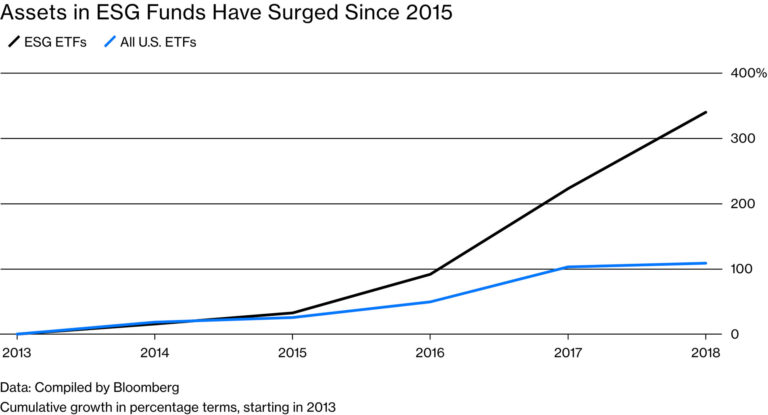 Assets in ESG Funds Have Surged Since 2015
ESG ETFs All U.S. ETFs
400%
300
200
100
0
2013 2014 2015 2016 2017 2018
Data: Compiled by Bloomberg
Cumulative growth in percentage terms, starting in 2013